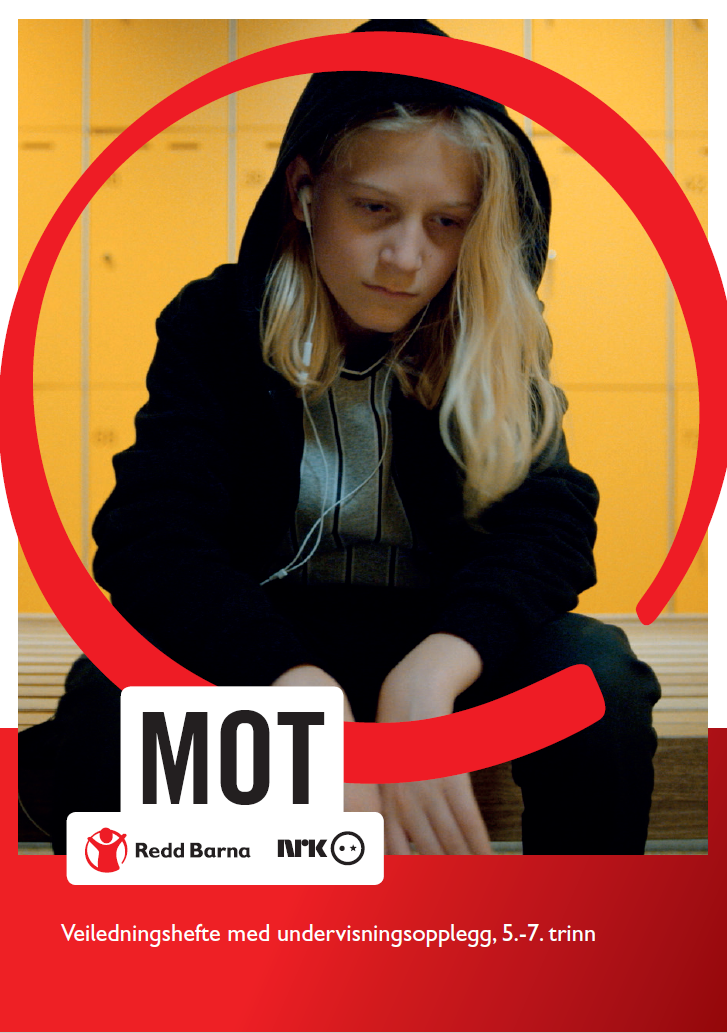 MOT
Redd Barna nrk
Veiledningshefte med undervisningsopplegg, 5.-7. trinn